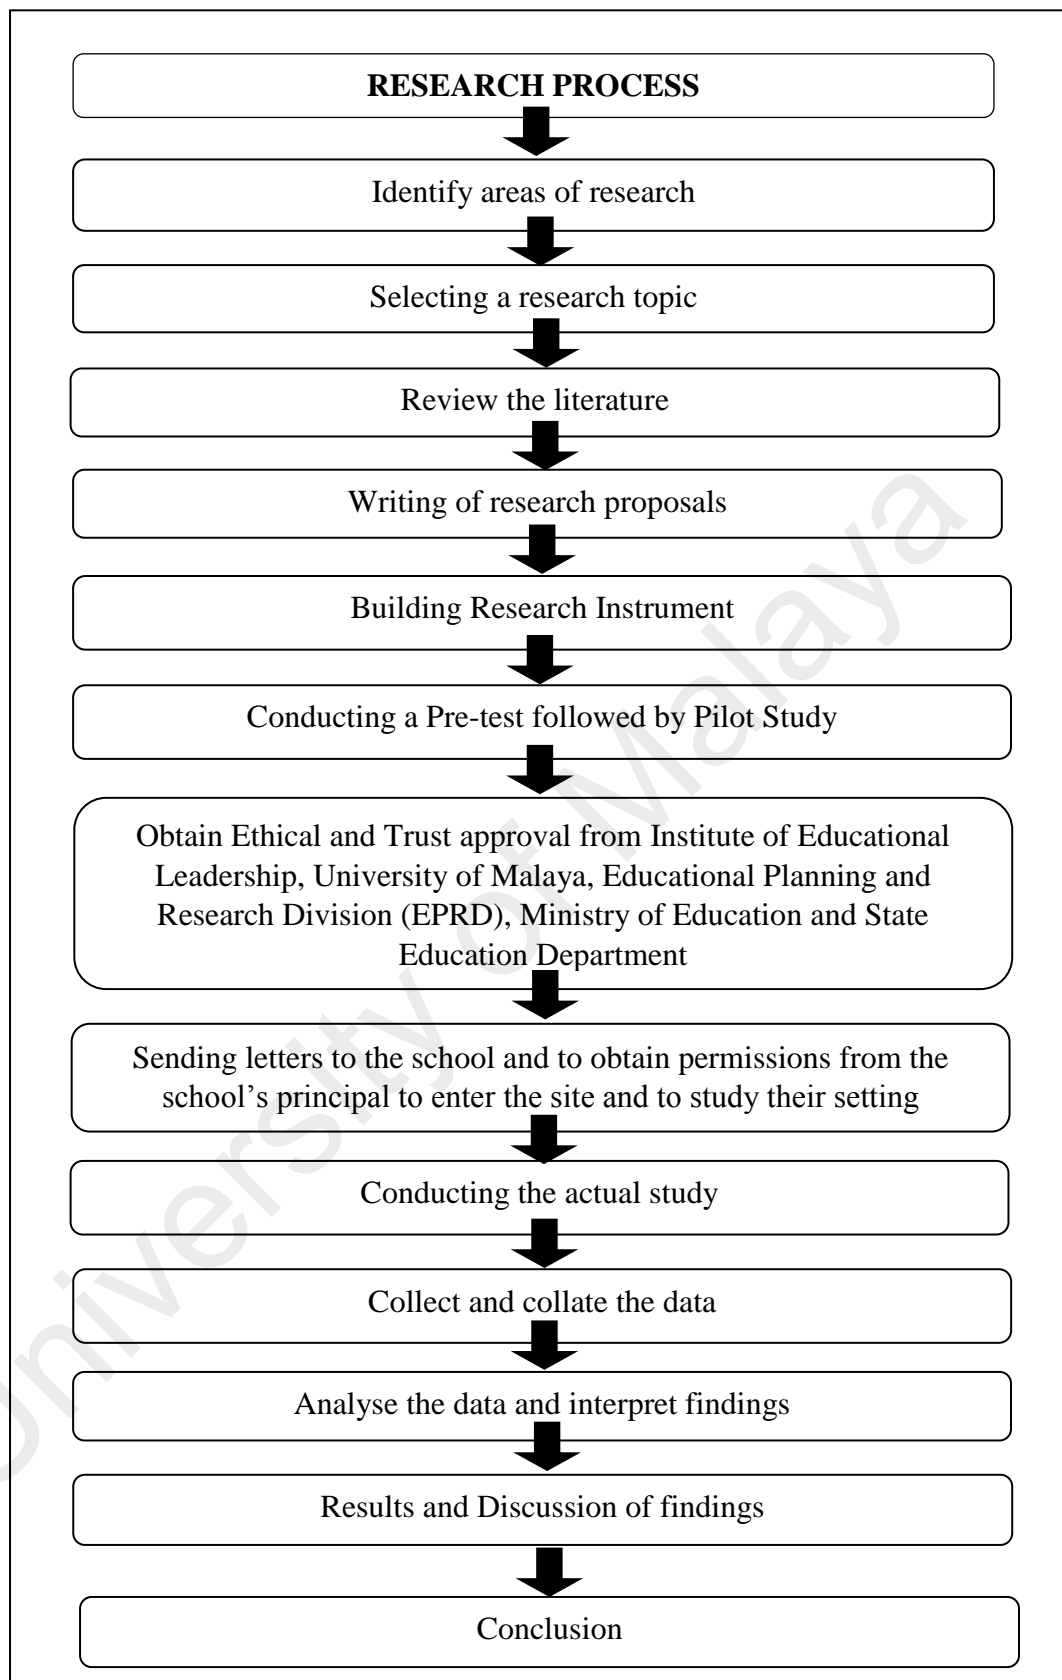 RESEARCH PROCESS
Identify areas of research
Selecting a research topic
Review the literature
Writing of research proposals
Building Research Instrument
Conducting a Pre-test followed by Pilot Study
Obtain Ethical and Trust approval from Institute of Educational
Leadership, University of Malaya, Educational Planning and
Research Division (EPRD), Ministry of Education and State
Education Department
Sending letters to the school and to obtain permissions from the
school’s principal to enter the site and to study their setting
Conducting the actual study
Collect and collate the data
Analyse the data and interpret findings
Results and Discussion of findings
Conclusion
University of Malaya